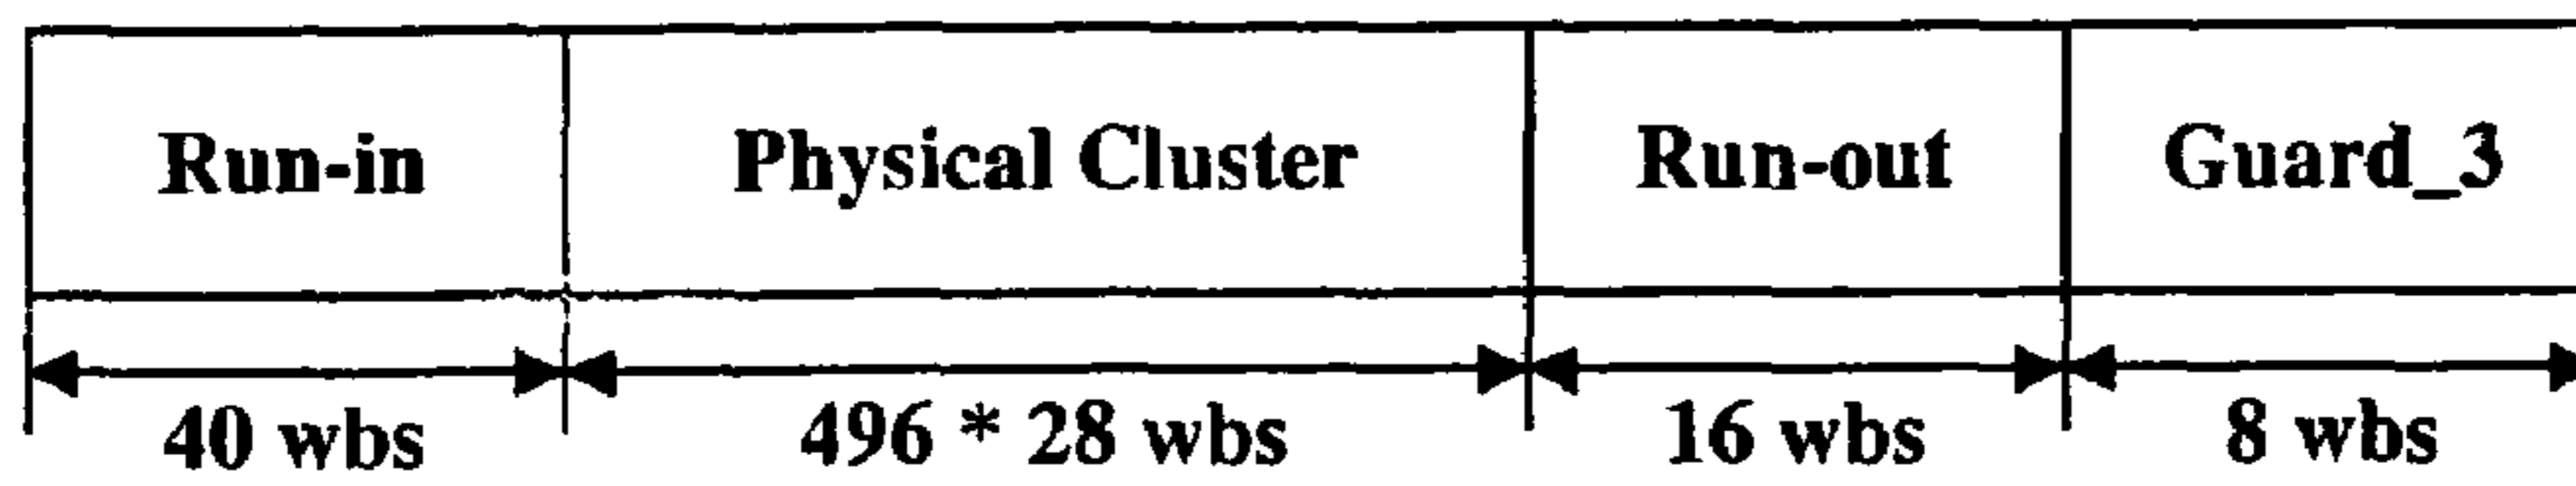 Run-in Physical Cluster Run-out Guard_3
40 wbs 496 * 28 wbs 16 wbs 8 wbs